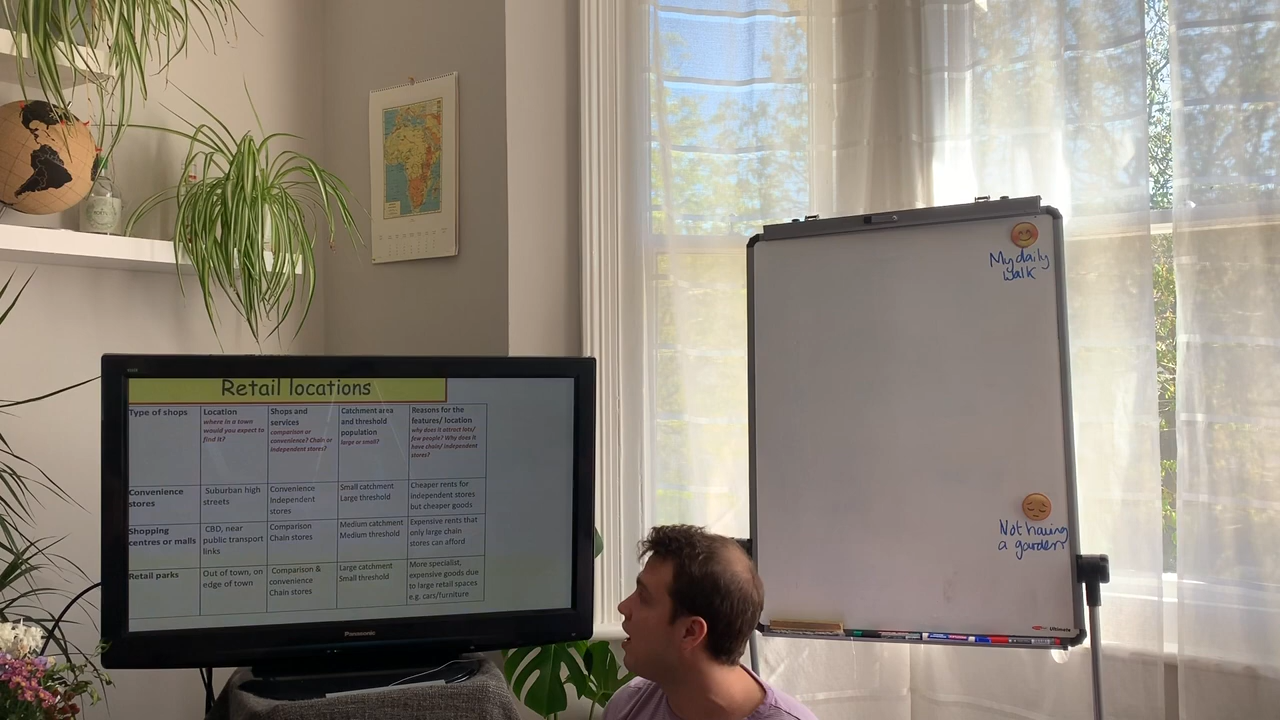 Retail locations
Type of shops
Location
where in a town
would you expect to
find it?
Shops and
services
comparison or
convenience? Chain or
independent stores?
Catchment area
and threshold
population
large or small?
Reasons for the
features/ location
why does it attract lots/
few people? Why does it
have chain/ independent
stores?
Convenience
stores
Suburban high
streets
Convenience
Independent
stores
Small catchment
Large threshold
Cheaper rents for
independent stores
but cheaper goods
Shopping
centres or malls
CBD, near
public transport
links
Comparison
Chain stores
Medium catchment
Medium threshold
Expensive rents that
only large chain
stores can afford
Retail parks
Out of town, on
edge of town
Comparison &
convenience
Chain stores
Large catchment
Small threshold
More specialist,
expensive goods due
to large retail spaces
e.g. cars/furniture
Panasonic
My daily
walk
Not having
a garden
Ultimate